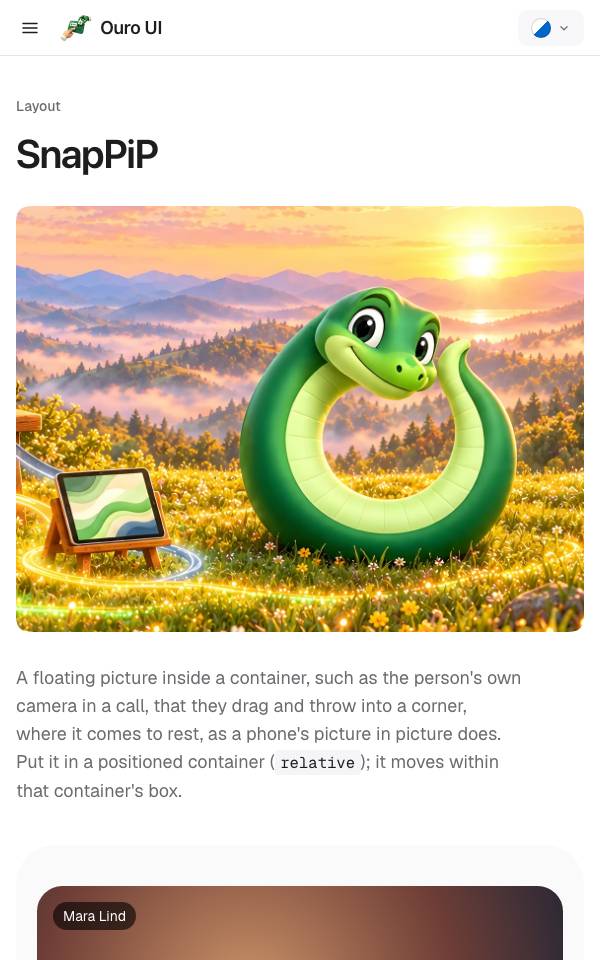 Ouro UI
Layout
SnapPiP
A floating picture inside a container, such as the person's own
camera in a call, that they drag and throw into a corner,
where it comes to rest, as a phone's picture in picture does.
Put it in a positioned container (relative); it moves within
that container's box.
Mara Lind